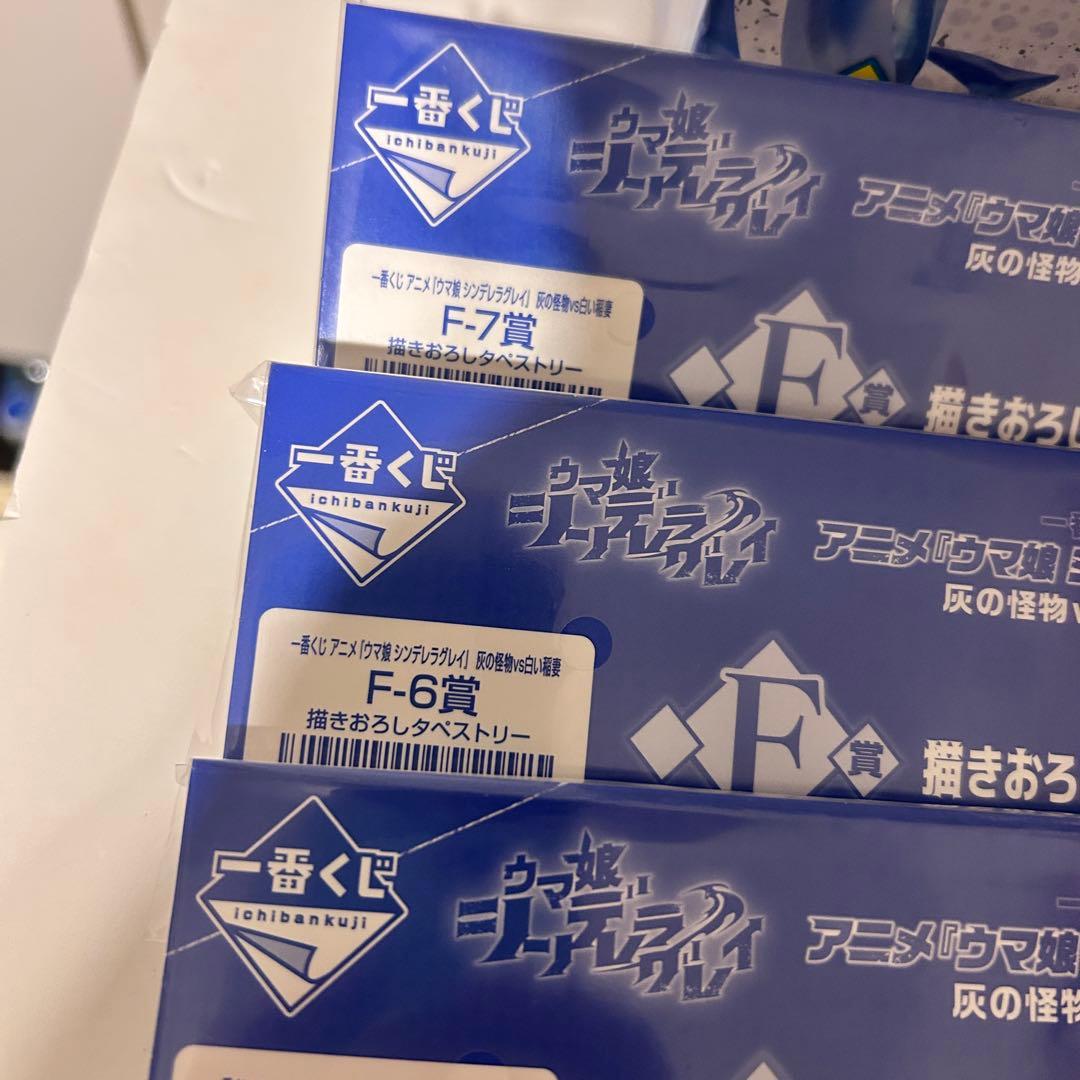 一番くじ
ichibankuji
ウマ娘
シンデレラグレイ
アニメ『ウマ娘
灰の怪物
一番くじ アニメ『ウマ娘 シンデレラグレイ』 灰の怪物vs白い稲妻
F-7賞
描きおろしタペストリー
F賞
描きおろし
一番くじ
ichibankuji
ウマ娘
シンデレラグレイ
アニメ『ウマ娘
灰の怪物v
一番くじ アニメ『ウマ娘 シンデレラグレイ』 灰の怪物vs白い稲妻
F-6賞
描きおろしタペストリー
F賞
描きおろ
一番くじ
ichibankuji
ウマ娘
シンデレラグレイ
アニメ『ウマ娘
灰の怪物